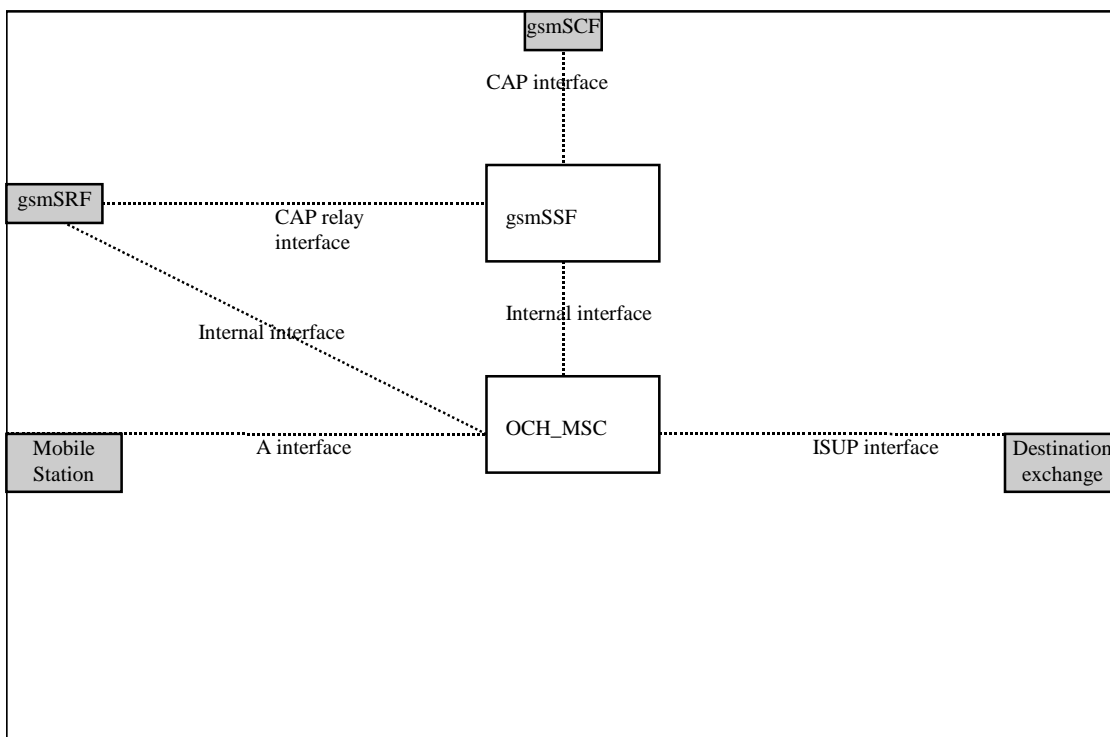 gsmSCF
CAP interface
gsmSRF
CAP relay
interface
gsmSSF
Internal interface
Internal interface
OCH_MSC
Mobile
Station
A interface
ISUP interface
Destination
exchange